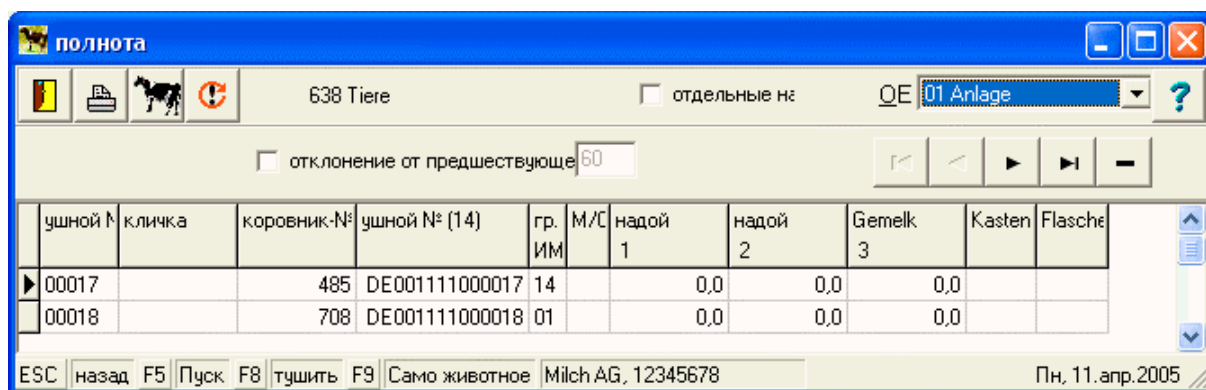 полнота
638 Tiere отдельные на OE 01 Anlage ?
отклонение от предшествующе 60
ушной № кличка коровник-№ ушной № (14) гр. ИМ М/С надой 1 надой 2 Gemelk 3 Kasten Flasche
00017 485 DE001111000017 14 0,0 0,0 0,0
00018 708 DE001111000018 01 0,0 0,0 0,0
ESC назад F5 Пуск F8 тушить F9 Само животное Milch AG, 12345678 Пн, 11.апр.2005